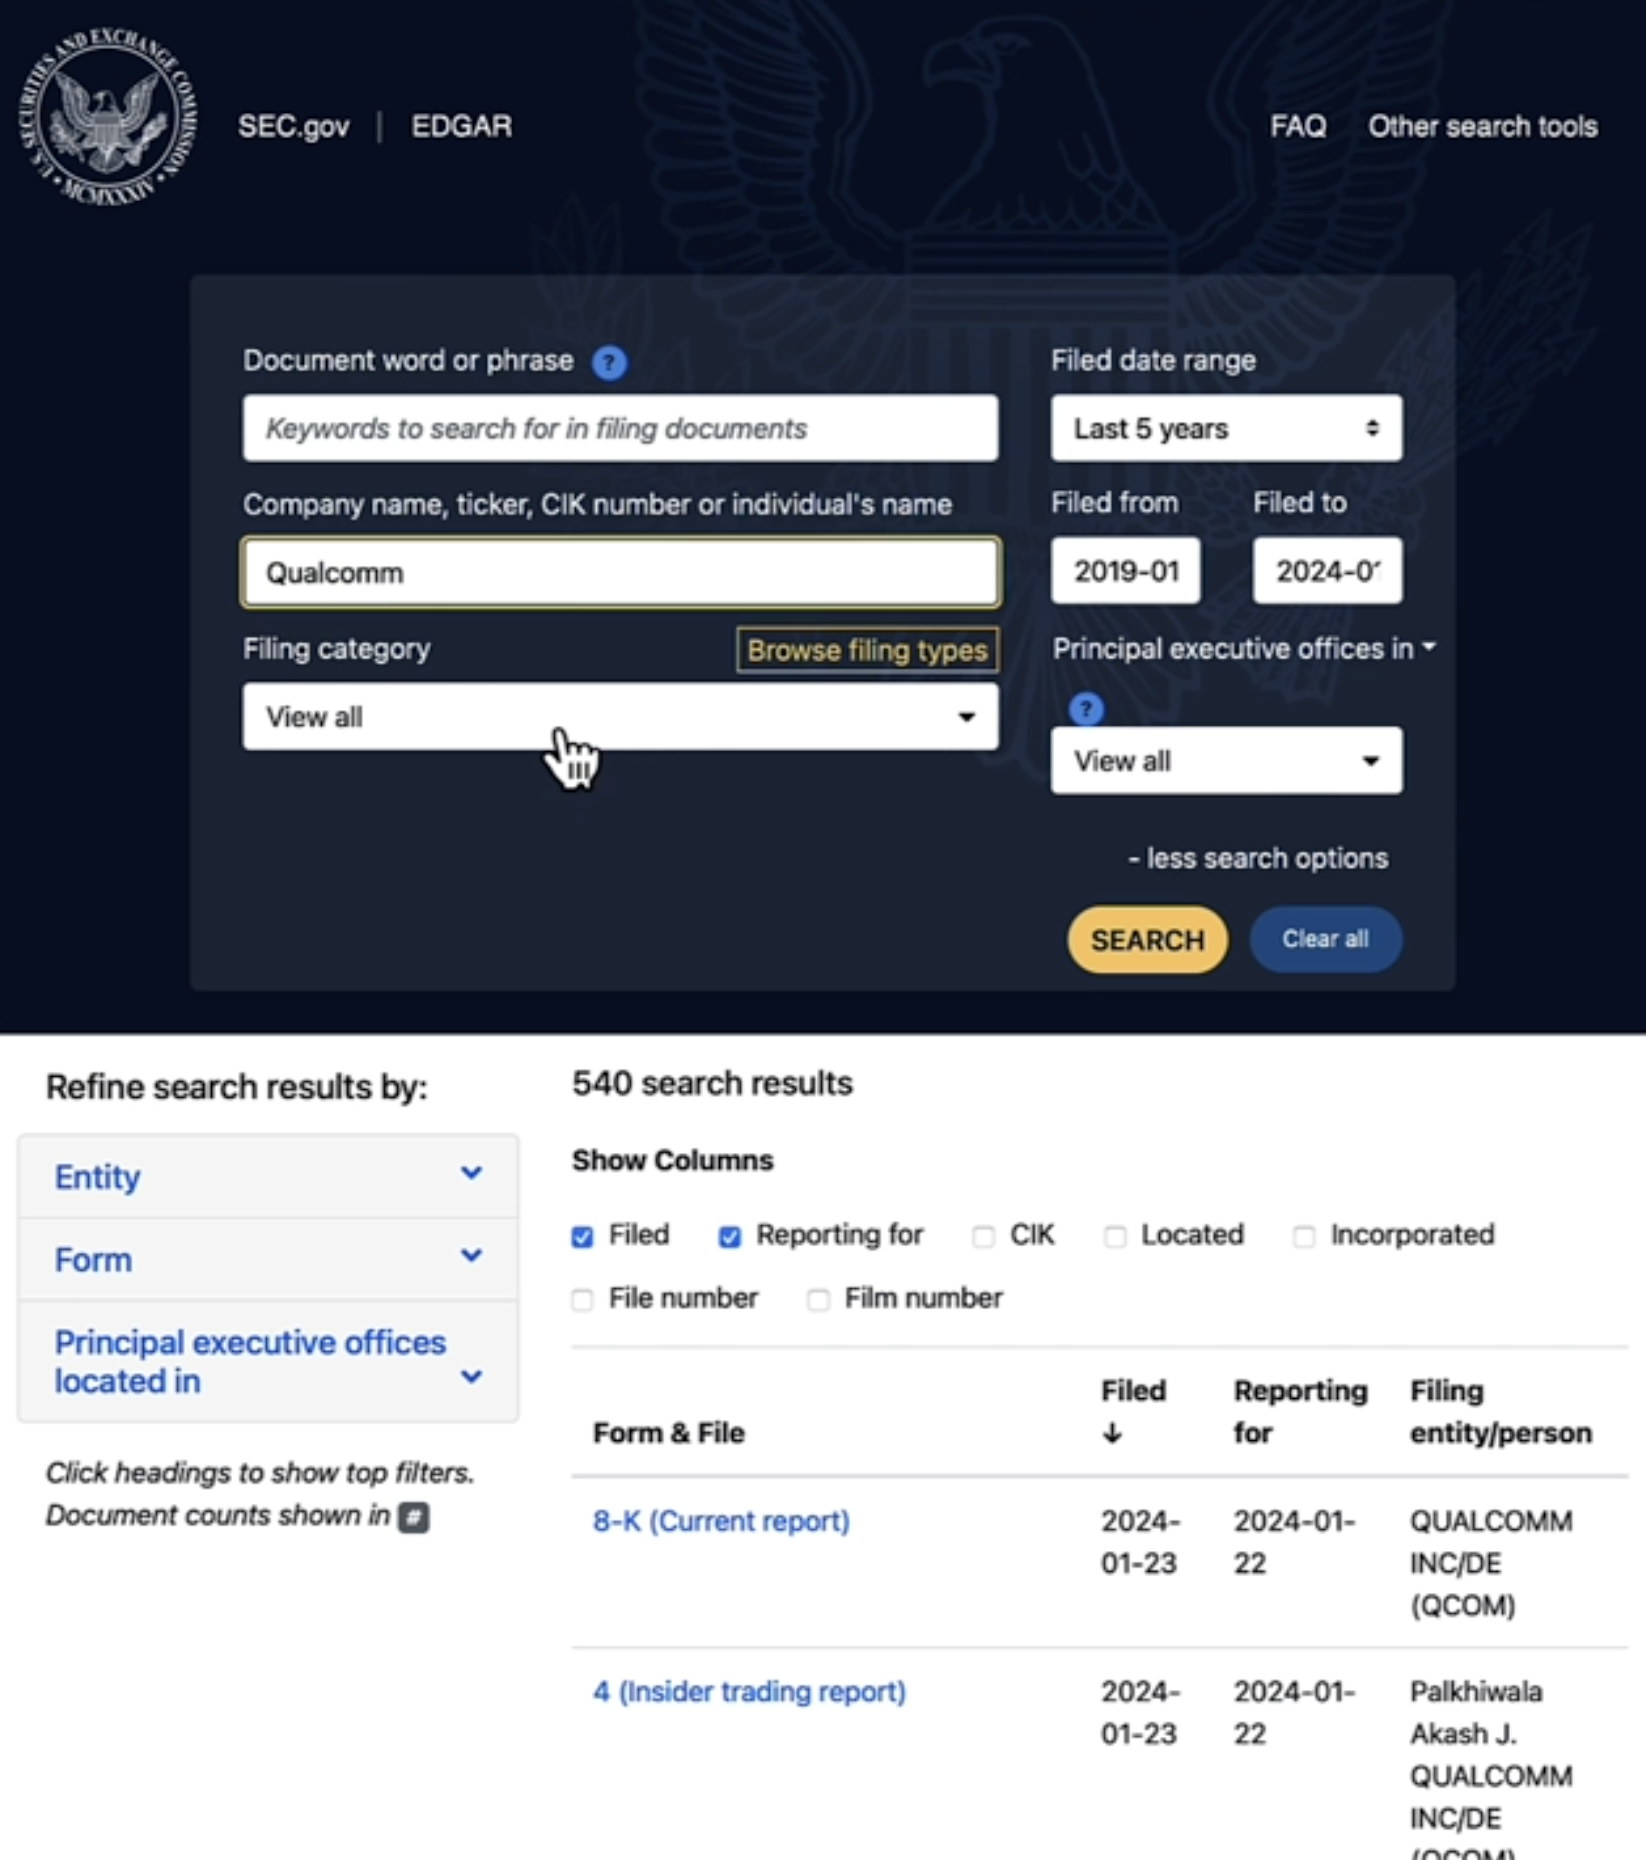 U.S. SECURITIES AND EXCHANGE COMMISSION
MCMXXXIV
SEC.gov | EDGAR
FAQ Other search tools
Document word or phrase ?
Filed date range
Keywords to search for in filing documents
Last 5 years
Company name, ticker, CIK number or individual's name
Filed from Filed to
Qualcomm
2019-01 2024-0
Filing category Browse filing types
Principal executive offices in
?
View all
View all
- less search options
SEARCH Clear all
Refine search results by:
540 search results
Entity
Form
Principal executive offices
located in
Click headings to show top filters.
Document counts shown in #
Show Columns
Filed Reporting for CIK Located Incorporated
File number Film number
Form & File
Filed
↓
Reporting
for
Filing
entity/person
8-K (Current report)
2024-
01-23
2024-01-
22
QUALCOMM
INC/DE
(QCOM)
4 (Insider trading report)
2024-
01-23
2024-01-
22
Palkhiwala
Akash J.
QUALCOMM
INC/DE